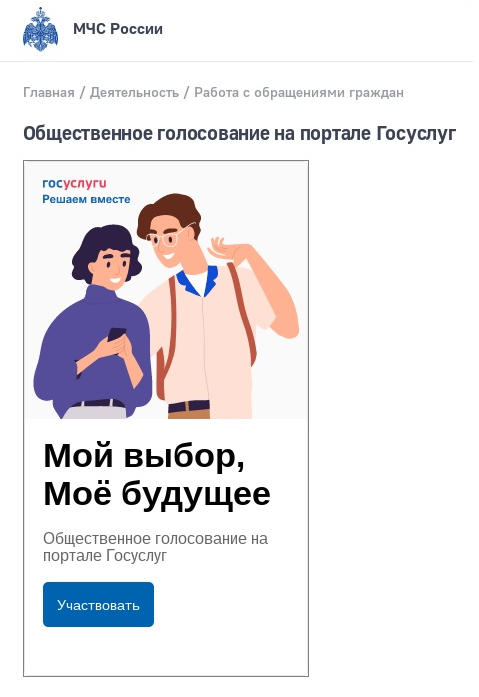 МЧС России
Главная / Деятельность / Работа с обращениями граждан
Общественное голосование на портале Госуслуг
госуслуги
Решаем вместе
Мой выбор,
Моё будущее
Общественное голосование на
портале Госуслуг
Участвовать